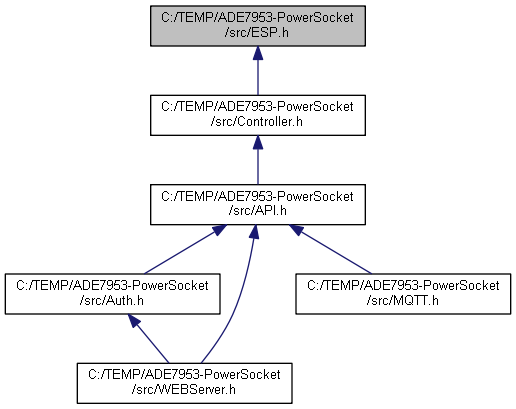 C:/TEMP/ADE7953-PowerSocket
/src/ESP.h
C:/TEMP/ADE7953-PowerSocket
/src/Controller.h
C:/TEMP/ADE7953-PowerSocket
/src/API.h
C:/TEMP/ADE7953-PowerSocket
/src/Auth.h
C:/TEMP/ADE7953-PowerSocket
/src/MQTT.h
C:/TEMP/ADE7953-PowerSocket
/src/WEBServer.h